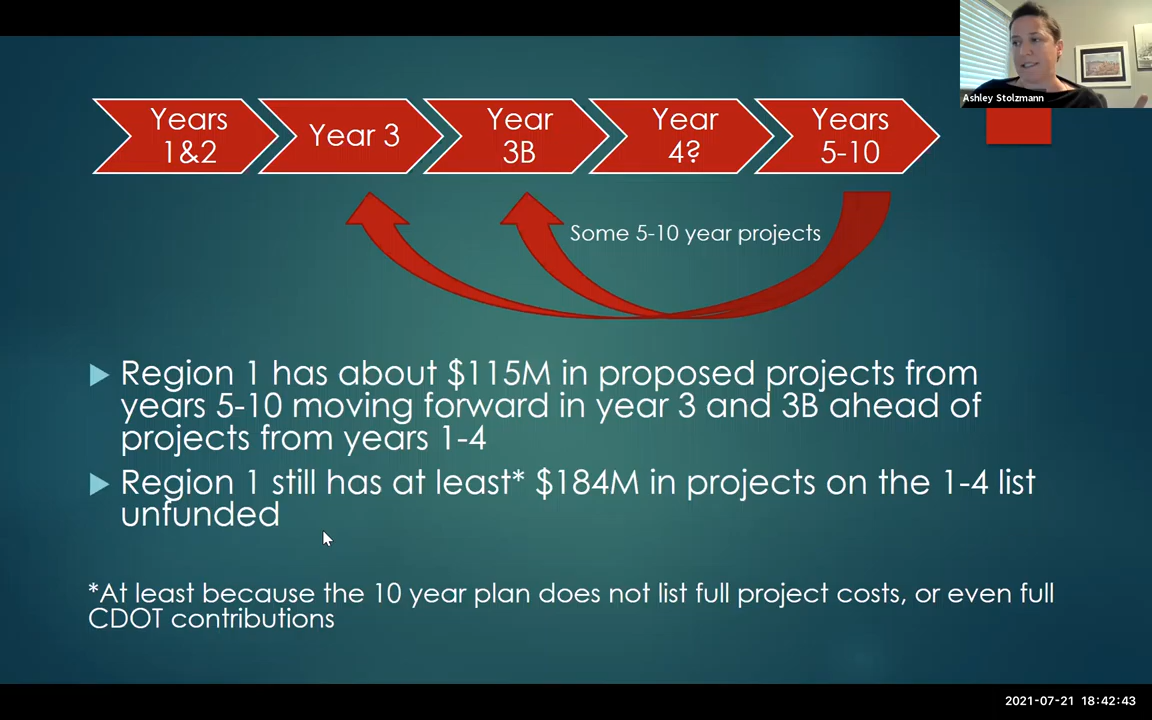 Ashley Stolzmann
Years
1&2
Year 3
Year
3B
Year
4?
Years
5-10
Some 5-10 year projects
Region 1 has about $115M in proposed projects from
years 5-10 moving forward in year 3 and 3B ahead of
projects from years 1-4
Region 1 still has at least* $184M in projects on the 1-4 list
unfunded
*At least because the 10 year plan does not list full project costs, or even full
CDOT contributions
2021-07-21 18:42:43